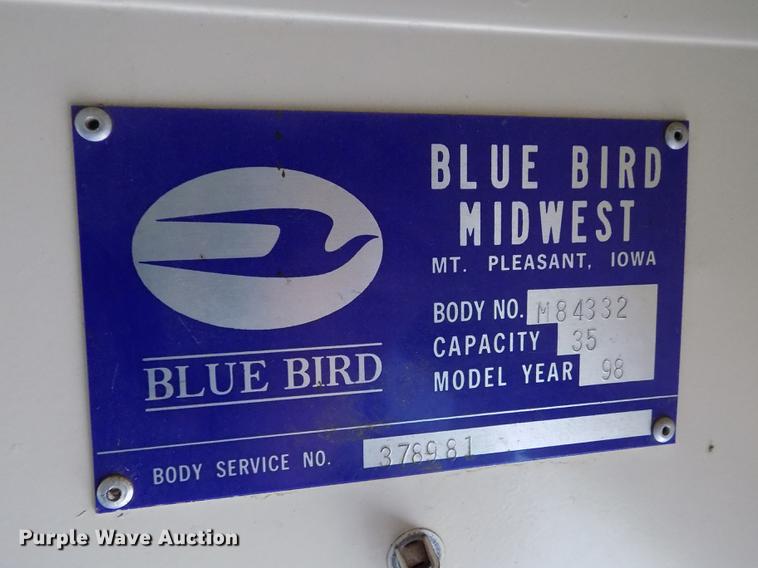 BLUE BIRD
MIDWEST
MT. PLEASANT, IOWA
BODY NO. M84332
CAPACITY 35
MODEL YEAR 98
BLUE BIRD
BODY SERVICE NO. 378981
Purple Wave Auction